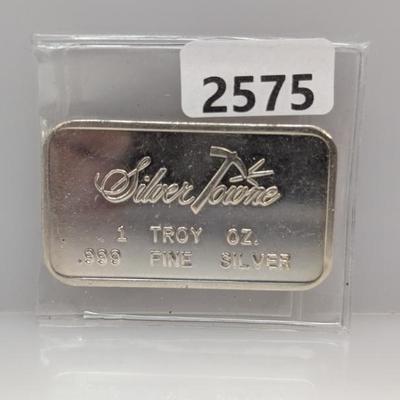 2575
Silver Towne
1 TROY OZ.
.999 FINE SILVER